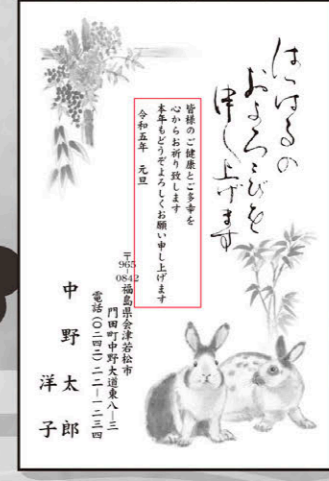 はつはるの
およろこびを
申し上げます
皆様のご健康とご多幸を
心からお祈り致します
本年もどうぞよろしくお願い申し上げます
令和五年　元旦
〒965-0842 福島県会津若松市
門田町中野大道東八―三
電話(〇二四二)二二―一二三四
中野　太郎
洋子